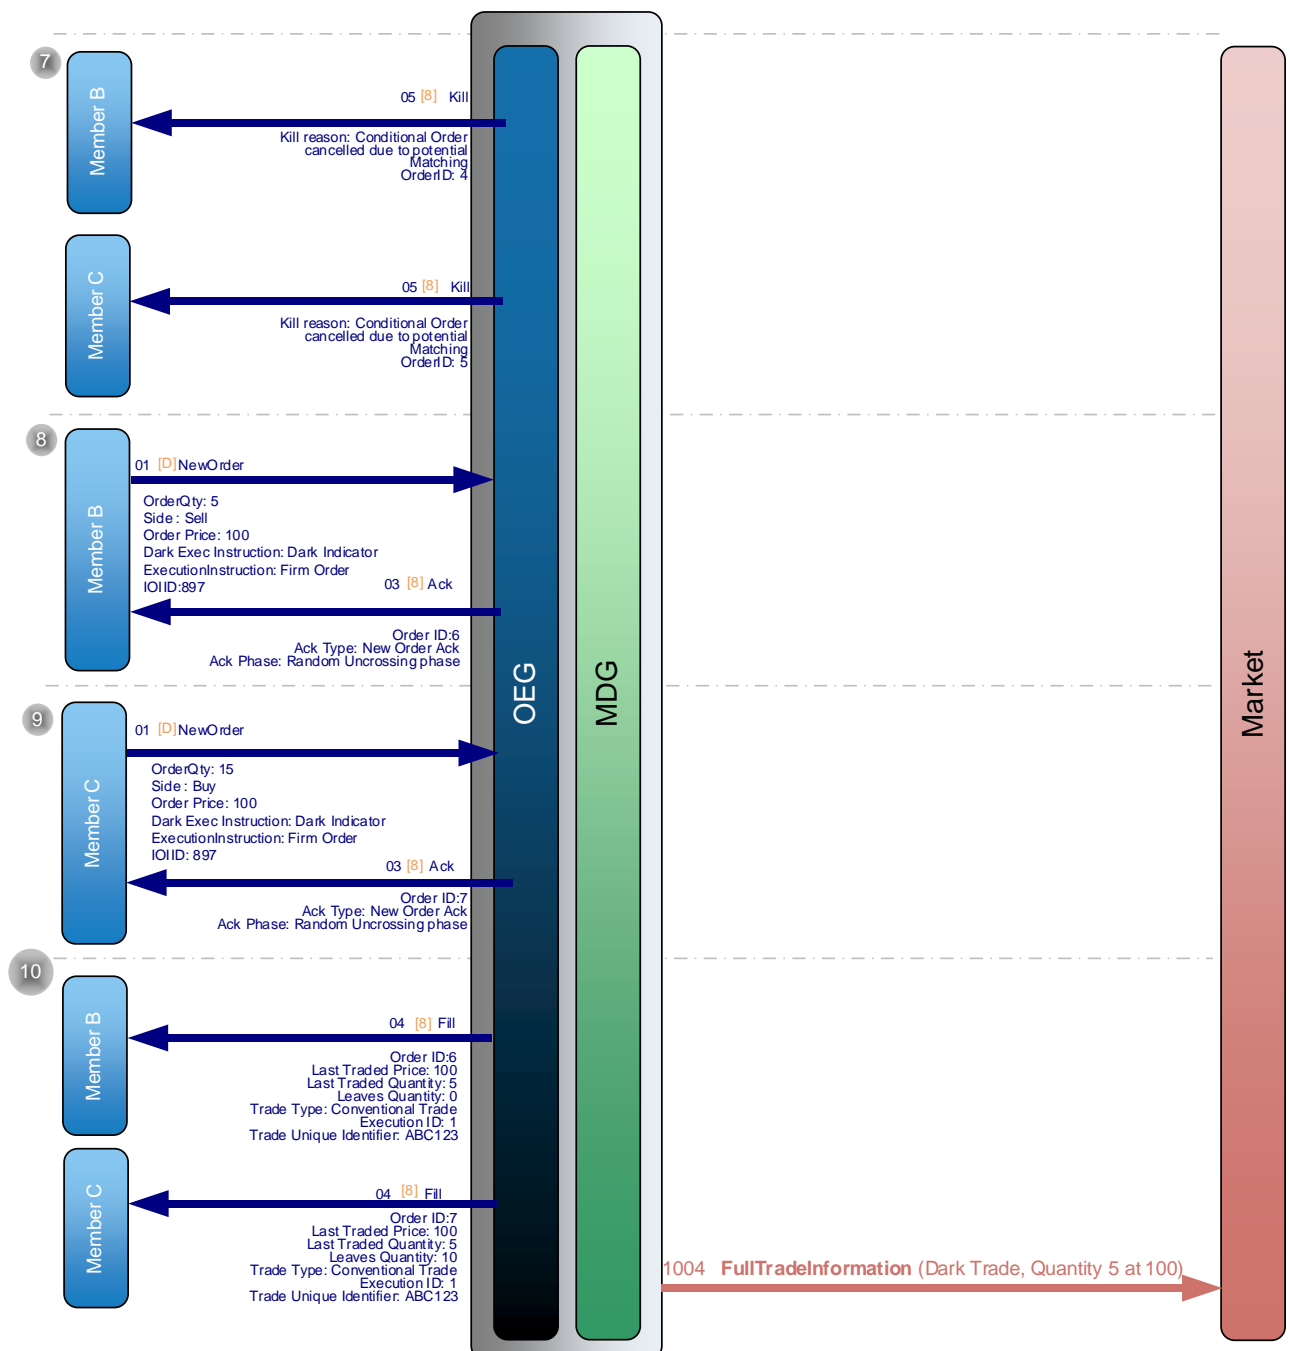 7
Member B
05 [8] Kill
Kill reason: Conditional Order
cancelled due to potential
Matching
OrderID: 4
Member C
05 [8] Kill
Kill reason: Conditional Order
cancelled due to potential
Matching
OrderID: 5
8
Member B
01 [D] NewOrder
OrderQty: 5
Side : Sell
Order Price: 100
Dark Exec Instruction: Dark Indicator
ExecutionInstruction: Firm Order
IOIID:897
03 [8] Ack
Order ID:6
Ack Type: New Order Ack
Ack Phase: Random Uncrossing phase
OEG
MDG
Market
9
Member C
01 [D] NewOrder
OrderQty: 15
Side : Buy
Order Price: 100
Dark Exec Instruction: Dark Indicator
ExecutionInstruction: Firm Order
IOIID: 897
03 [8] Ack
Order ID:7
Ack Type: New Order Ack
Ack Phase: Random Uncrossing phase
10
Member B
04 [8] Fill
Order ID:6
Last Traded Price: 100
Last Traded Quantity: 5
Leaves Quantity: 0
Trade Type: Conventional Trade
Execution ID: 1
Trade Unique Identifier: ABC123
Member C
04 [8] Fill
Order ID:7
Last Traded Price: 100
Last Traded Quantity: 5
Leaves Quantity: 10
Trade Type: Conventional Trade
Execution ID: 1
Trade Unique Identifier: ABC123
1004 FullTradeInformation (Dark Trade, Quantity 5 at 100)